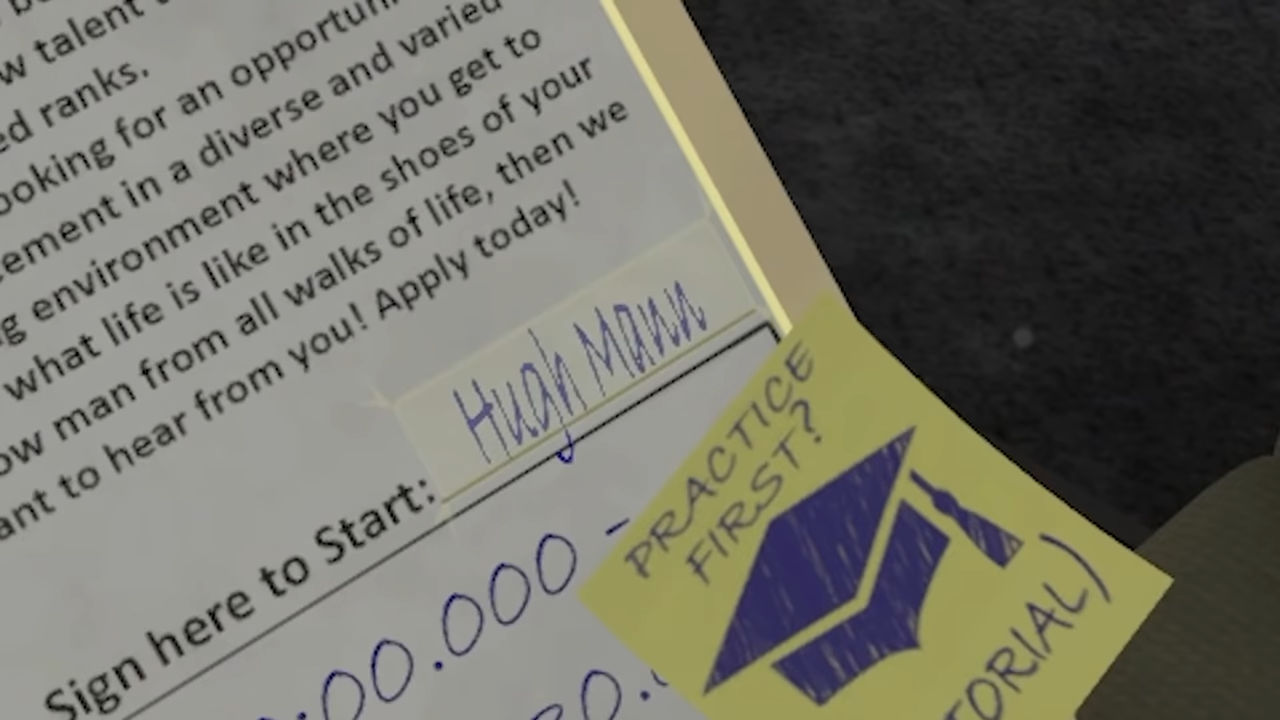 w talent
ed ranks.
ooking for an opportuni
cement in a diverse and varied
g environment where you get to
what life is like in the shoes of your
ow man from all walks of life, then we
ant to hear from you! Apply today!
Sign here to Start:
Hugh Mann
:00.000 -
PRACTICE
FIRST?
TORIAL)